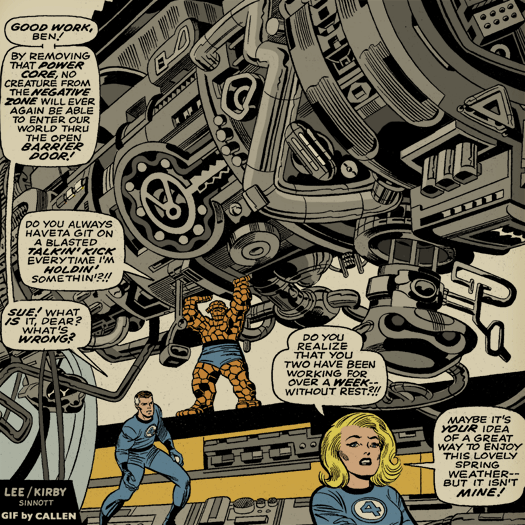 GOOD WORK,
BEN!
BY REMOVING
THAT POWER
CORE, NO
CREATURE FROM
THE NEGATIVE
ZONE WILL EVER
AGAIN BE ABLE
TO ENTER OUR
WORLD THRU
THE OPEN
BARRIER
DOOR!
DO YOU ALWAYS
HAVETA GIT ON
A BLASTED
TALKIN' KICK
EVERYTIME I'M
HOLDIN'
SOMETHIN'?!!
SUE! WHAT
IS IT, DEAR?
WHAT'S
WRONG?
DO YOU
REALIZE
THAT YOU
TWO HAVE BEEN
WORKING FOR
OVER A WEEK--
WITHOUT REST?!!
MAYBE IT'S
YOUR IDEA
OF A GREAT
WAY TO ENJOY
THIS LOVELY
SPRING
WEATHER--
BUT IT ISN'T
MINE!
4
LEE / KIRBY
SINNOTT
GIF by CALLEN